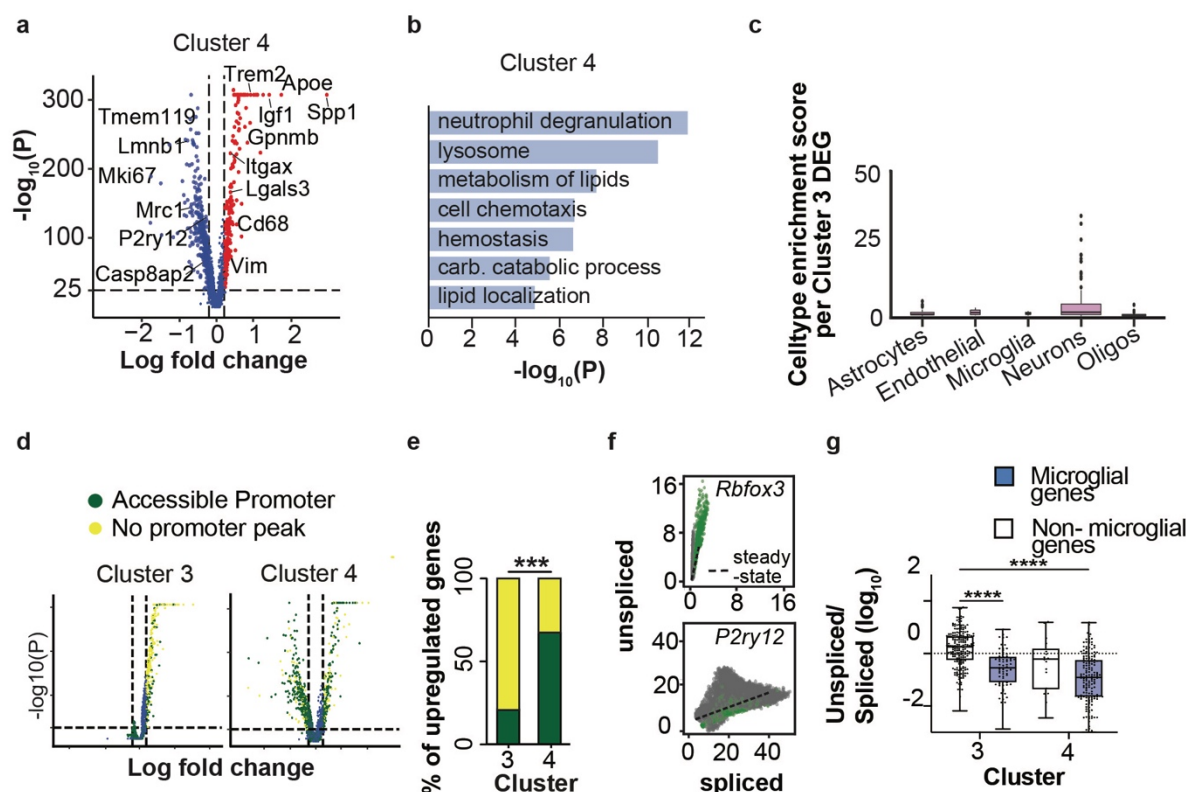 a
Cluster 4
-log10(P)
300
200
100
25
Tmem119
Lmnb1
Mki67
Mrc1
P2ry12
Casp8ap2
Trem2
Apoe
Igf1
Spp1
Gpnmb
Itgax
Lgals3
Cd68
Vim
−2 −1 0 1 2
Log fold change
b
Cluster 4
neutrophil degranulation
lysosome
metabolism of lipids
cell chemotaxis
hemostasis
carb. catabolic process
lipid localization
0 2 4 6 8 10 12
-log10(P)
c
Celltype enrichment score
per Cluster 3 DEG
50
25
0
Astrocytes
Endothelial
Microglia
Neurons
Oligos
d
Accessible Promoter
No promoter peak
Cluster 3
Cluster 4
-log10(P)
Log fold change
e
% of upregulated genes
100
50
0
***
3 4
Cluster
f
unspliced
16
8
0
Rbfox3
steady
-state
0 8 16
40
20
0
P2ry12
0 20 40
spliced
g
Microglial
genes
Non- microglial
genes
Unspliced/
Spliced (log10)
2
0
-2
****
****
3 4
Cluster